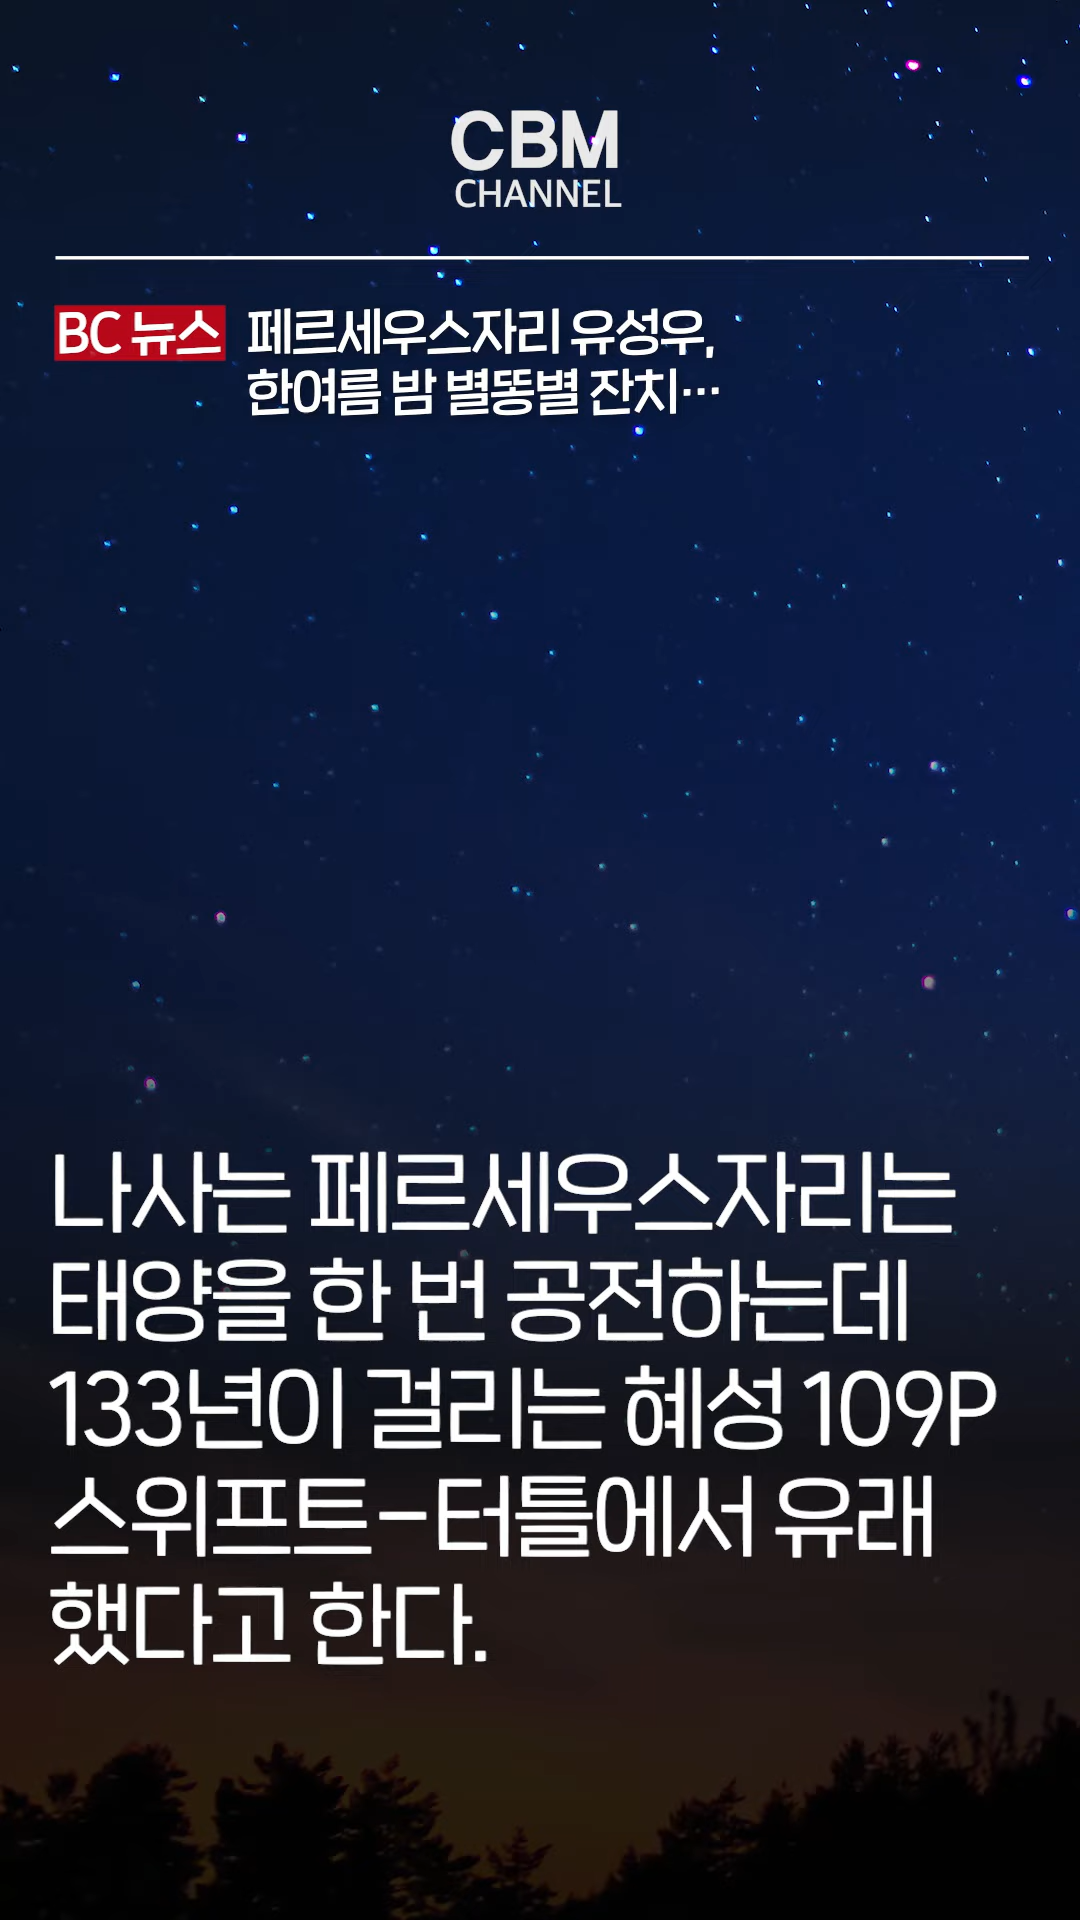 CBM
CHANNEL
BC 뉴스 페르세우스자리 유성우,
한여름 밤 별똥별 잔치…
나사는 페르세우스자리는
태양을 한 번 공전하는데
133년이 걸리는 혜성 109P
스위프트-터틀에서 유래
했다고 한다.